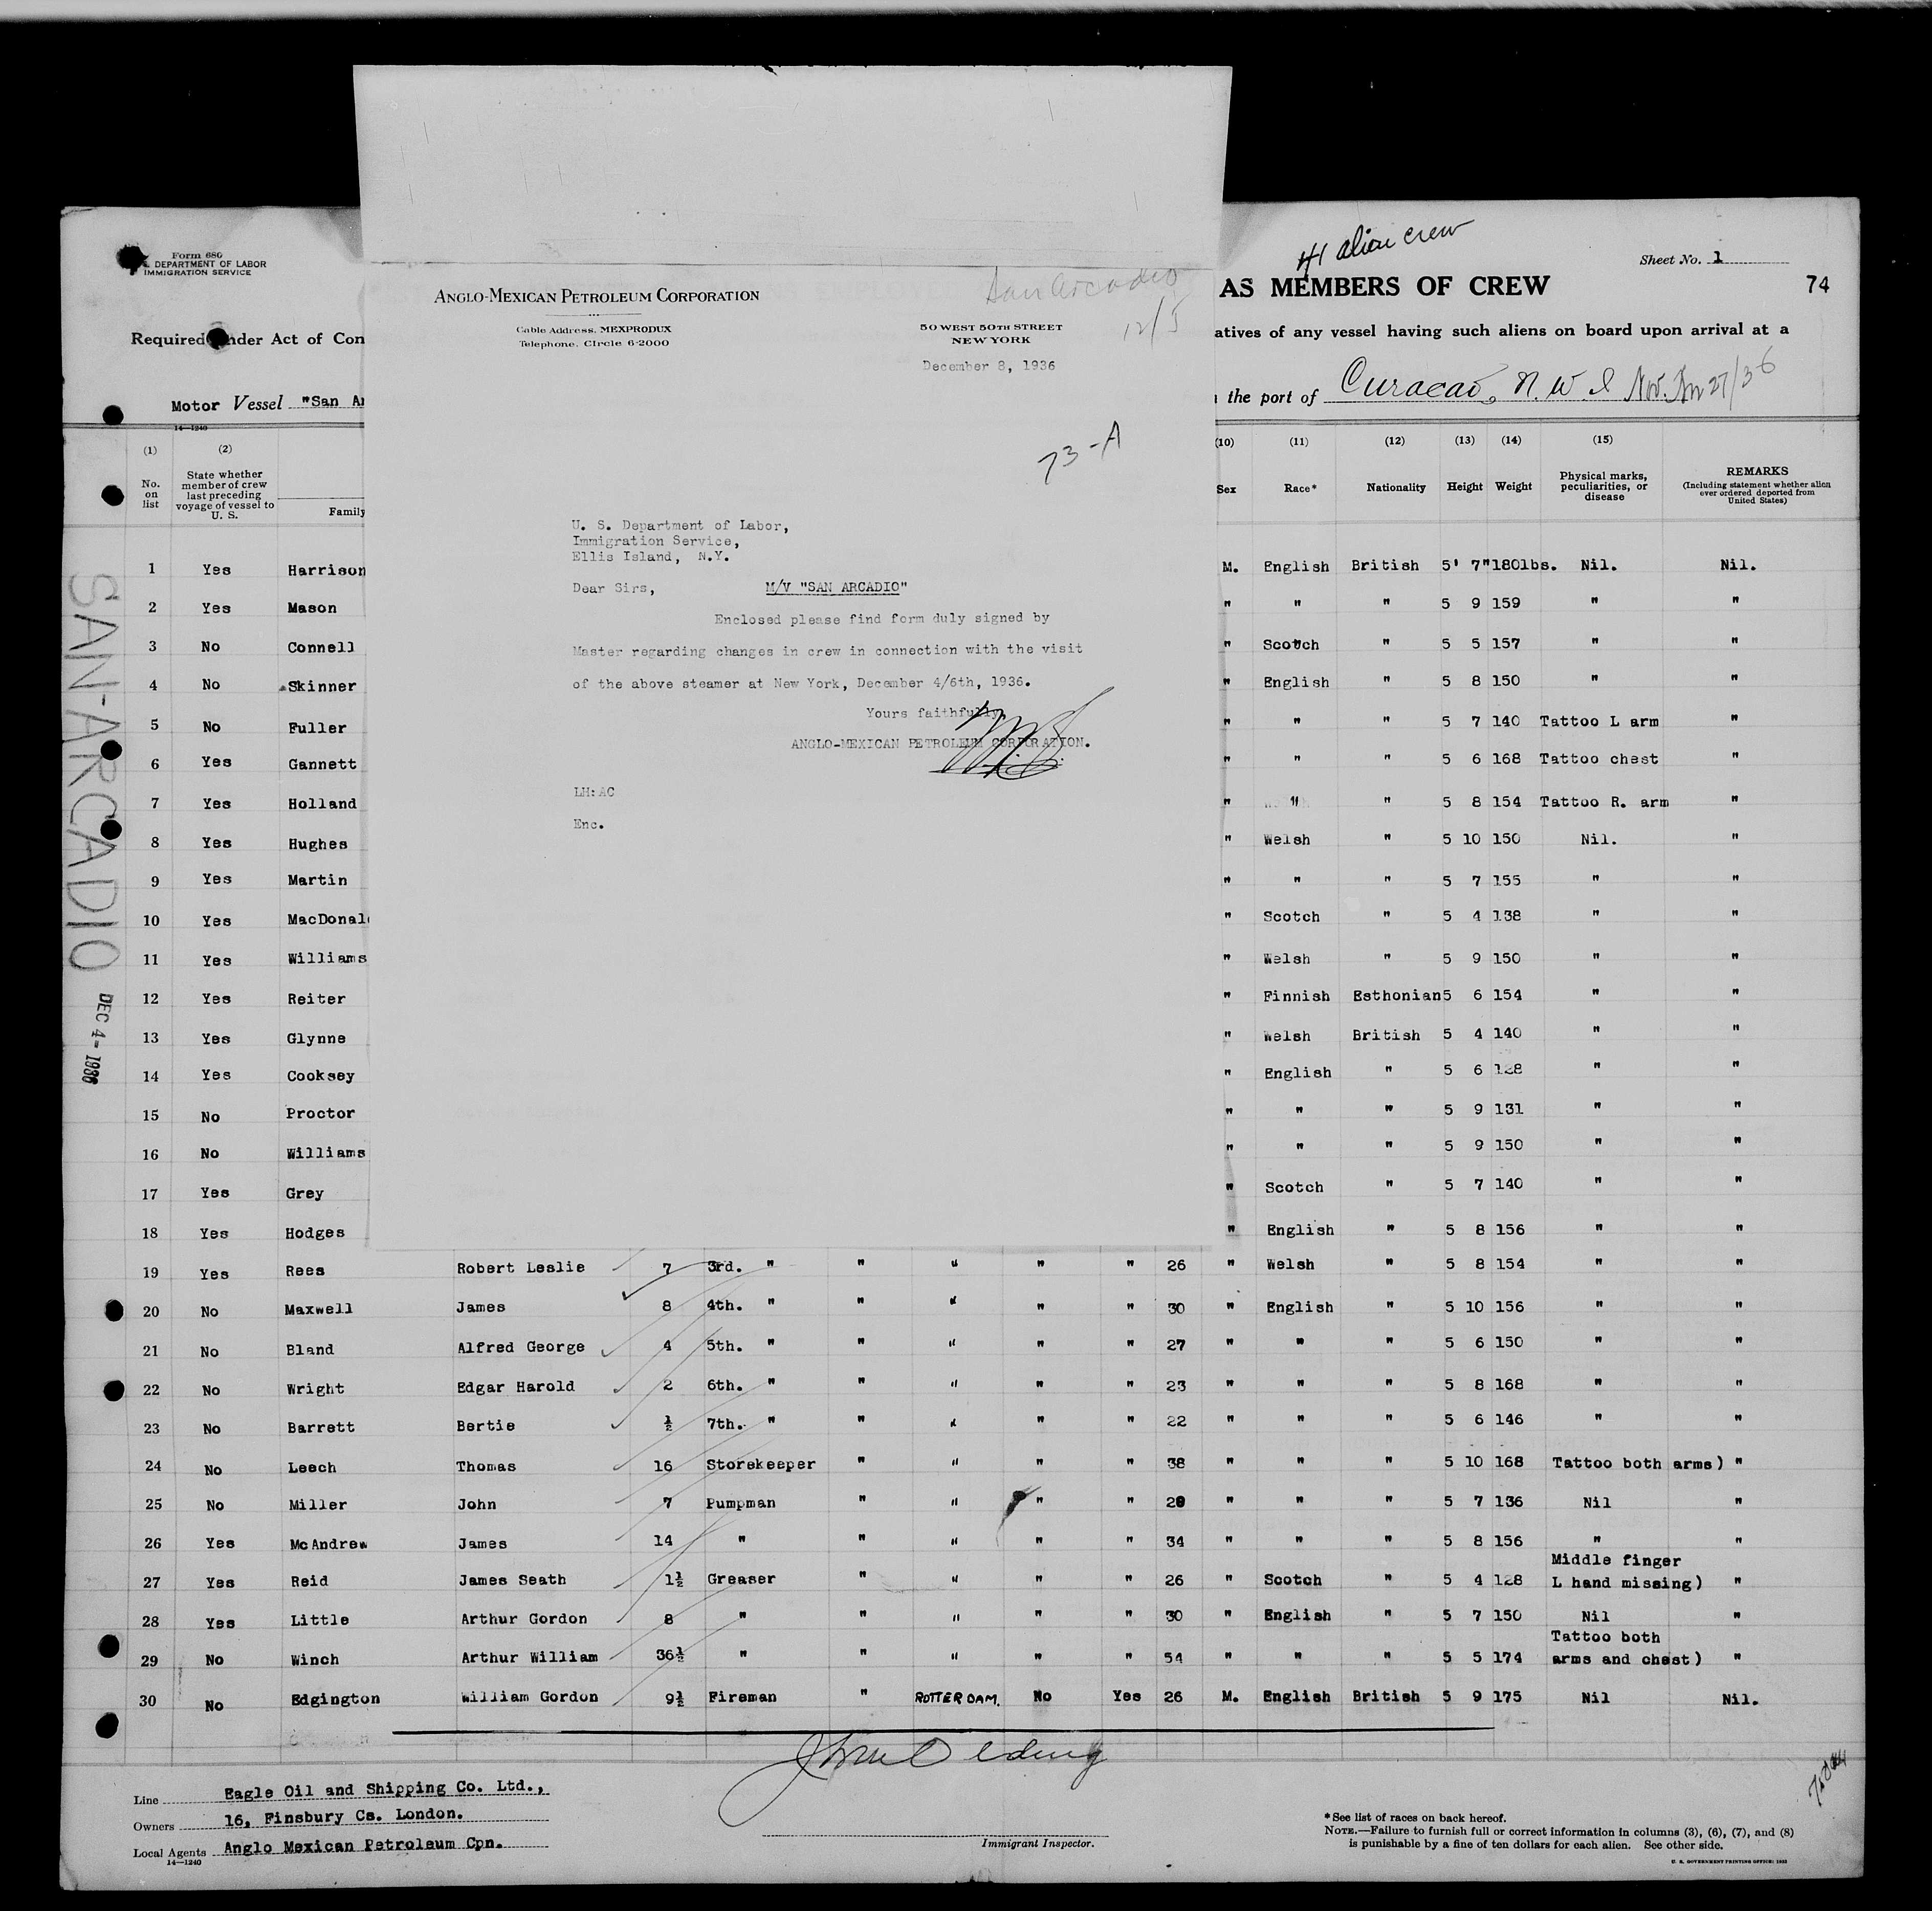 41 alien crew
Sheet No. 1
74
Form 680
DEPARTMENT OF LABOR
IMMIGRATION SERVICE
AS MEMBERS OF CREW
Required under Act of Con
atives of any vessel having such aliens on board upon arrival at a
Motor Vessel "San Ar
the port of Curacao, N.W.I Nov. 27/36
14—1240
SAN-ARCADIO
DEC 4 - 1936
San Arcadio
12/5
ANGLO-MEXICAN PETROLEUM CORPORATION
Cable Address. MEXPRODUX
Telephone. CIrcle 6-2000
50 WEST 50TH STREET
NEW YORK
December 8, 1936
73-A
U. S. Department of Labor,
Immigration Service,
Ellis Island, N.Y.
Dear Sirs, M/V "SAN ARCADIO"
Enclosed please find form duly signed by
Master regarding changes in crew in connection with the visit
of the above steamer at New York, December 4/6th, 1936.
Yours faithfully
ANGLO-MEXICAN PETROLEUM CORPORATION.
LH:AC
Enc.
(1) (2) (10) (11) (12) (13) (14) (15)
No. on list
State whether member of crew last preceding voyage of vessel to U. S.
Family
Sex Race* Nationality Height Weight
Physical marks, peculiarities, or disease
REMARKS
(Including statement whether alien ever ordered deported from United States)
1 Yes Harrison M. English British 5' 7" 180lbs. Nil. Nil.
2 Yes Mason " " " 5 9 159 " "
3 No Connell " Scotch " 5 5 157 " "
4 No Skinner " English " 5 8 150 " "
5 No Fuller " " " 5 7 140 Tattoo L arm "
6 Yes Gannett " " " 5 6 168 Tattoo chest "
7 Yes Holland " " " 5 8 154 Tattoo R. arm "
8 Yes Hughes " Welsh " 5 10 150 Nil. "
9 Yes Martin " " " 5 7 155 " "
10 Yes MacDonald " Scotch " 5 4 138 " "
11 Yes Williams " Welsh " 5 9 150 " "
12 Yes Reiter " Finnish Esthonian 5 6 154 " "
13 Yes Glynne " Welsh British 5 4 140 " "
14 Yes Cooksey " English " 5 6 128 " "
15 No Proctor " " " 5 9 131 " "
16 No Williams " " " 5 9 150 " "
17 Yes Grey " Scotch " 5 7 140 " "
18 Yes Hodges " English " 5 8 156 " "
19 Yes Rees Robert Leslie 7 3rd. " " " " " 26 " Welsh " 5 8 154 " "
20 No Maxwell James 8 4th. " " " " " 30 " English " 5 10 156 " "
21 No Bland Alfred George 4 5th. " " " " " 27 " " " 5 6 150 " "
22 No Wright Edgar Harold 2 6th. " " " " " 23 " " " 5 8 168 " "
23 No Barrett Bertie ½ 7th. " " " " " 22 " " " 5 6 146 " "
24 No Leech Thomas 16 Storekeeper " " " " 38 " " " 5 10 168 Tattoo both arms) "
25 No Miller John 7 Pumpman " " " " 28 " " " 5 7 136 Nil "
26 Yes McAndrew James 14 " " " " " 34 " " " 5 8 156 " "
27 Yes Reid James Seath 1½ Greaser " " " " 26 " Scotch " 5 4 128 Middle finger L hand missing) "
28 Yes Little Arthur Gordon 8 " " " " " 30 " English " 5 7 150 Nil "
29 No Winch Arthur William 36½ " " " " " 54 " " " 5 5 174 Tattoo both arms and chest) "
30 No Edgington William Gordon 9½ Fireman " ROTTERDAM. No Yes 26 M. English British 5 9 175 Nil Nil.
Line Eagle Oil and Shipping Co. Ltd.,
Owners 16, Finsbury Cs. London.
Local Agents Anglo Mexican Petroleum Cpn.
14—1240
Immigrant Inspector.
*See list of races on back hereof.
NOTE.—Failure to furnish full or correct information in columns (3), (6), (7), and (8)
is punishable by a fine of ten dollars for each alien. See other side.
U. S. GOVERNMENT PRINTING OFFICE: 1932